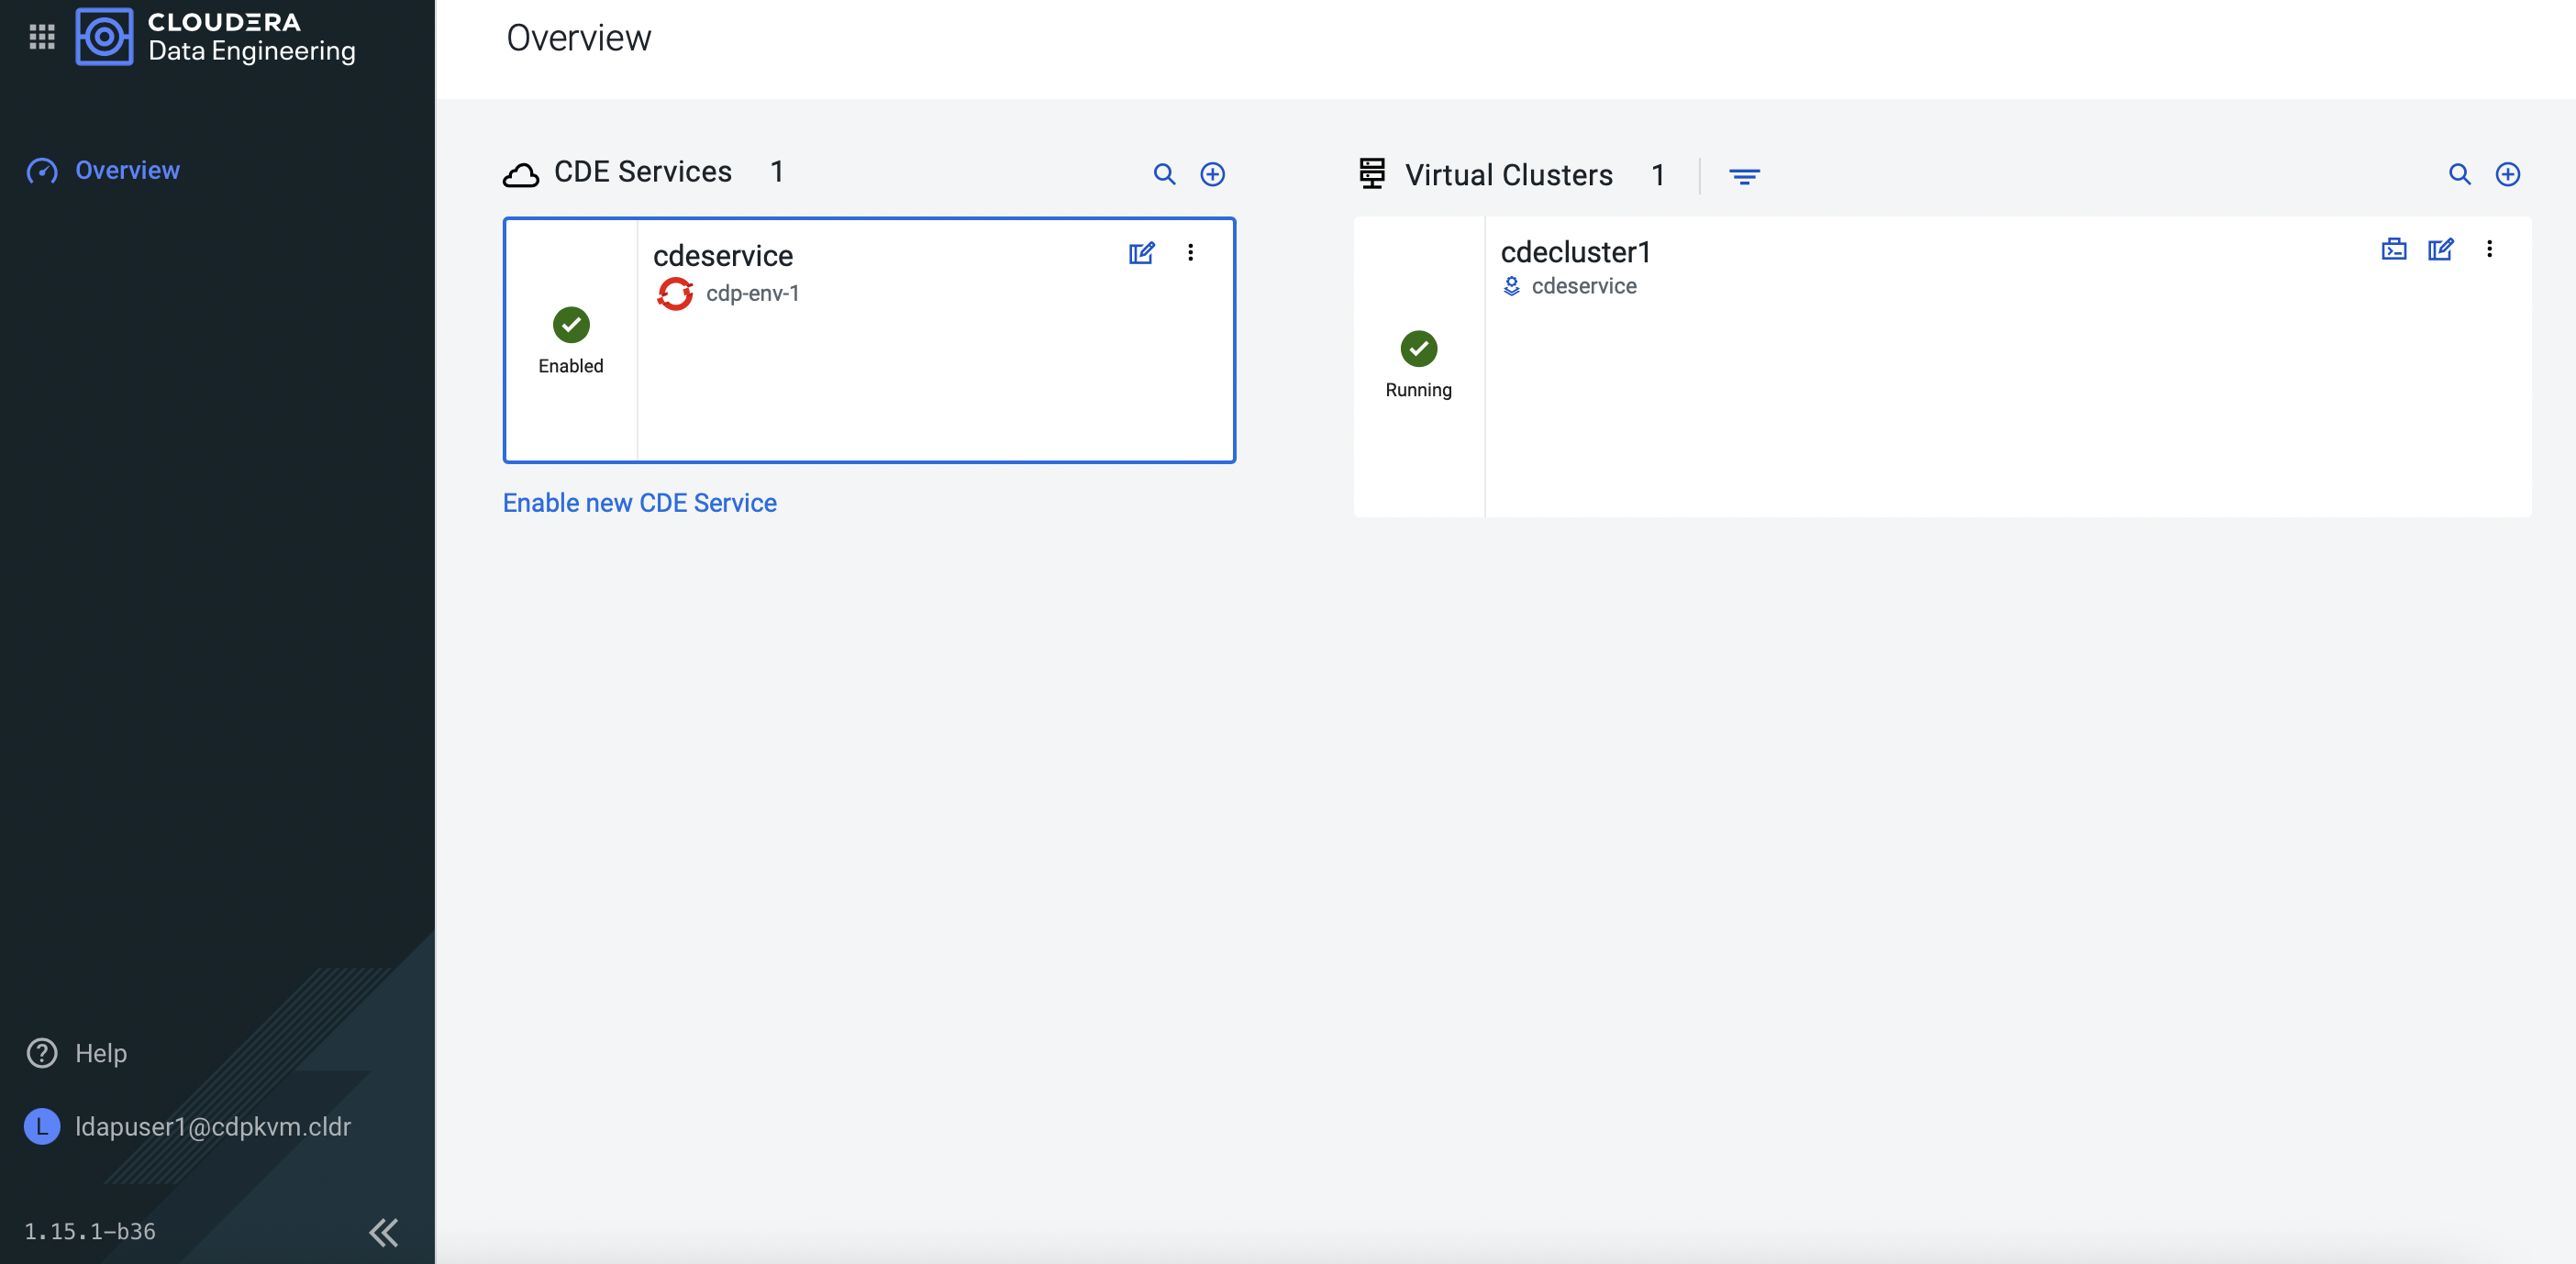 CLOUDERA
Data Engineering
Overview
Help
L
ldapuser1@cdpkvm.cldr
1.15.1-b36
Overview
CDE Services 1
cdeservice
cdp-env-1
Enabled
Enable new CDE Service
Virtual Clusters 1
cdecluster1
cdeservice
Running